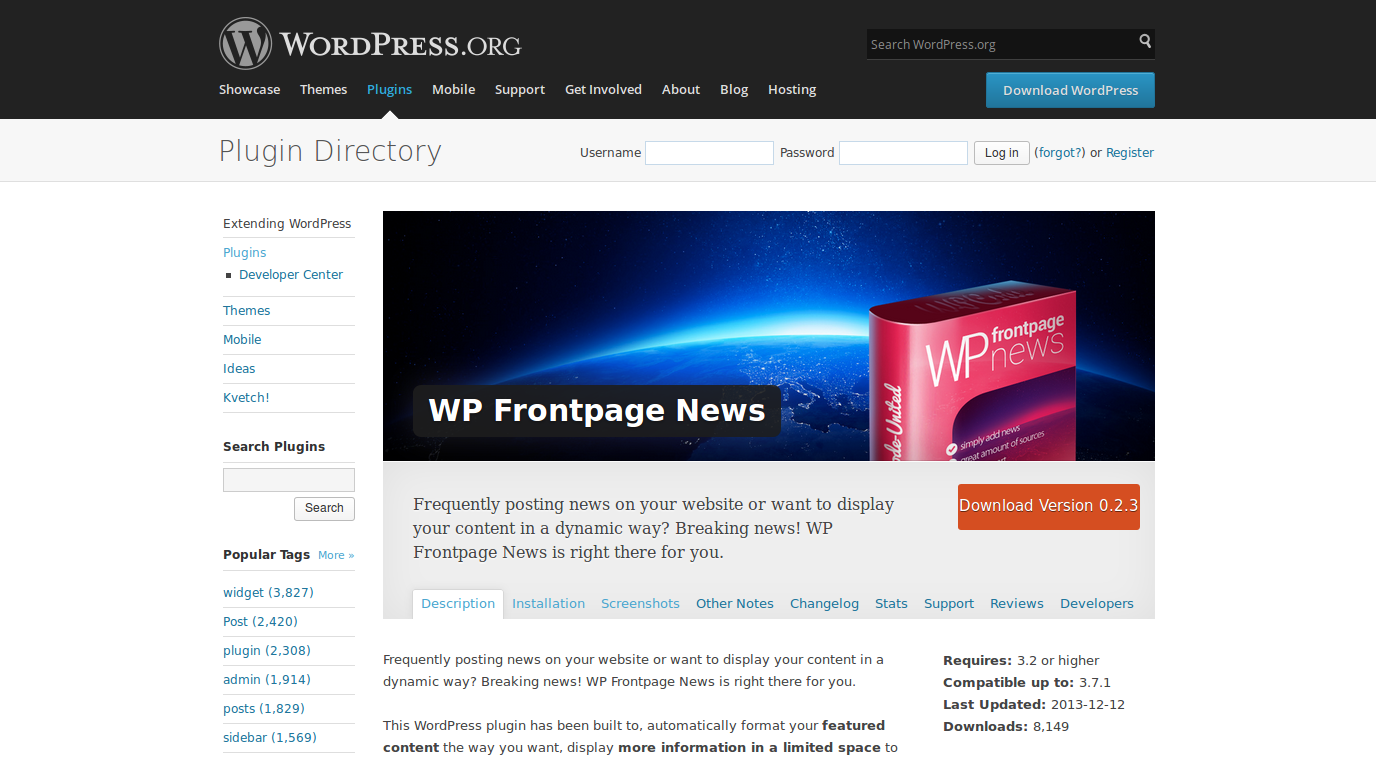 WORDPRESS.ORG
Search WordPress.org
Showcase Themes Plugins Mobile Support Get Involved About Blog Hosting
Download WordPress
Plugin Directory
Username Password Log in (forgot?) or Register
Extending WordPress
Plugins
Developer Center
Themes
Mobile
Ideas
Kvetch!
Search Plugins
Search
Popular Tags More »
widget (3,827)
Post (2,420)
plugin (2,308)
admin (1,914)
posts (1,829)
sidebar (1,569)
WP frontpage
news
simply add news
great amount of sources
WP Frontpage News
Frequently posting news on your website or want to display
your content in a dynamic way? Breaking news! WP
Frontpage News is right there for you.
Download Version 0.2.3
Description Installation Screenshots Other Notes Changelog Stats Support Reviews Developers
Frequently posting news on your website or want to display your content in a
dynamic way? Breaking news! WP Frontpage News is right there for you.
This WordPress plugin has been built to, automatically format your featured
content the way you want, display more information in a limited space to
Requires: 3.2 or higher
Compatible up to: 3.7.1
Last Updated: 2013-12-12
Downloads: 8,149